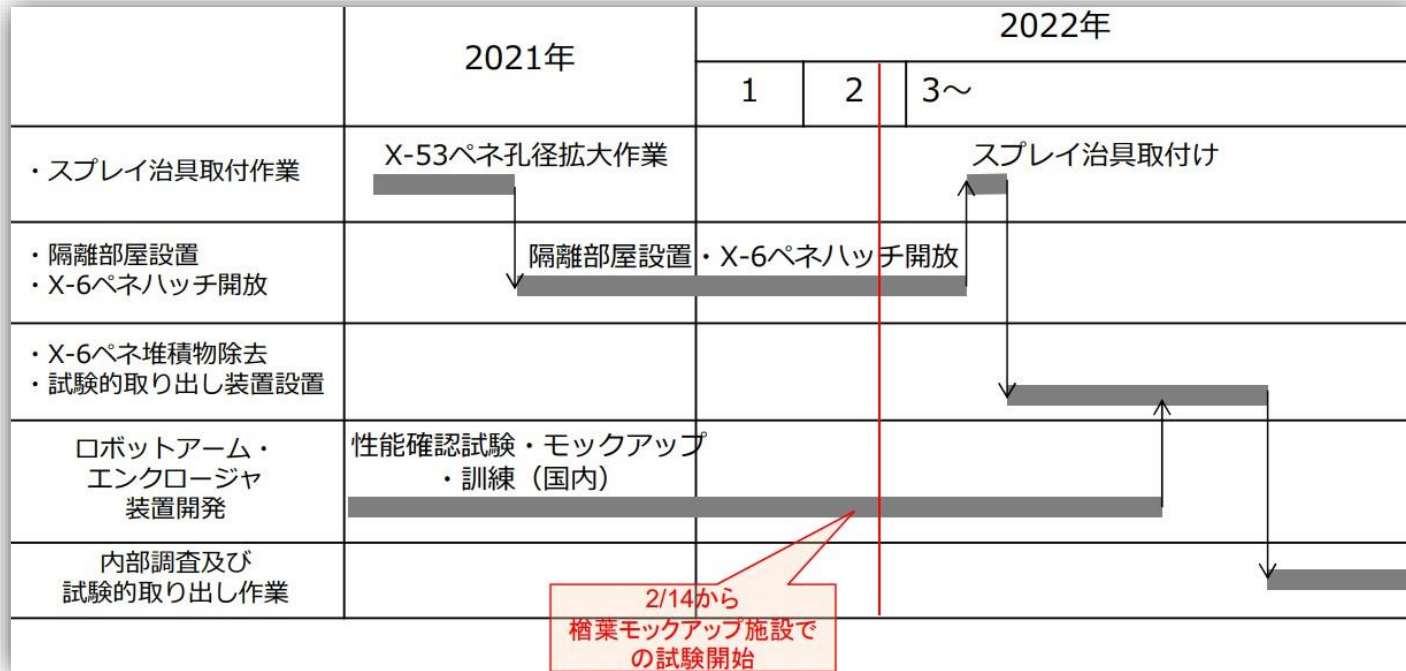 2021年
2022年
1
2
3～
・スプレイ治具取付作業
X-53ペネ孔径拡大作業
スプレイ治具取付け
・隔離部屋設置
・X-6ペネハッチ開放
隔離部屋設置・X-6ペネハッチ開放
・X-6ペネ堆積物除去
・試験的取り出し装置設置
ロボットアーム・
エンクロージャ
装置開発
性能確認試験・モックアップ
・訓練（国内）
内部調査及び
試験的取り出し作業
2/14から
楢葉モックアップ施設で
の試験開始